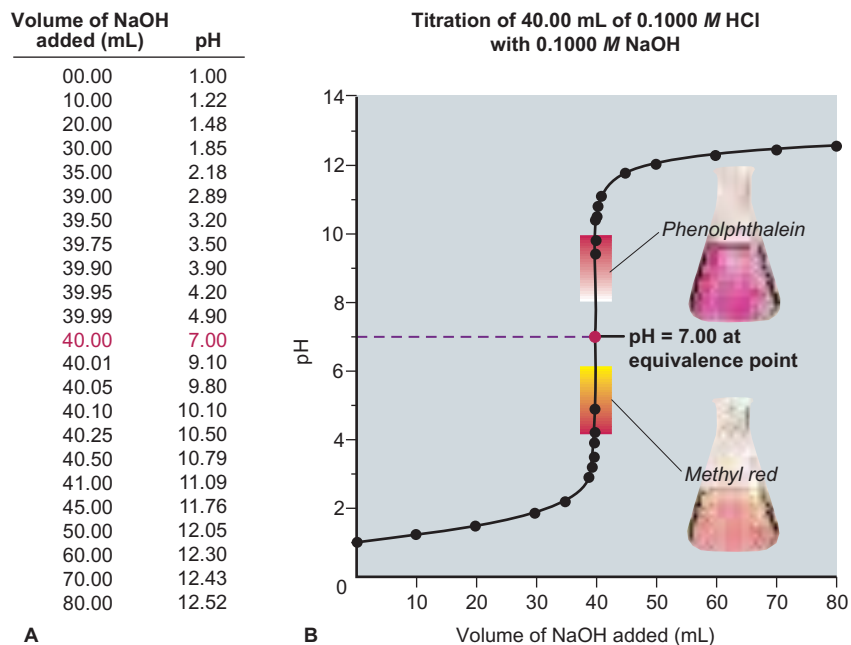 Volume of NaOH
added (mL) pH
00.00 1.00
10.00 1.22
20.00 1.48
30.00 1.85
35.00 2.18
39.00 2.89
39.50 3.20
39.75 3.50
39.90 3.90
39.95 4.20
39.99 4.90
40.00 7.00
40.01 9.10
40.05 9.80
40.10 10.10
40.25 10.50
40.50 10.79
41.00 11.09
45.00 11.76
50.00 12.05
60.00 12.30
70.00 12.43
80.00 12.52
A
Titration of 40.00 mL of 0.1000 M HCl
with 0.1000 M NaOH
14
12
10
8
6
4
2
0
pH
Phenolphthalein
pH = 7.00 at
equivalence point
Methyl red
10 20 30 40 50 60 70 80
B
Volume of NaOH added (mL)